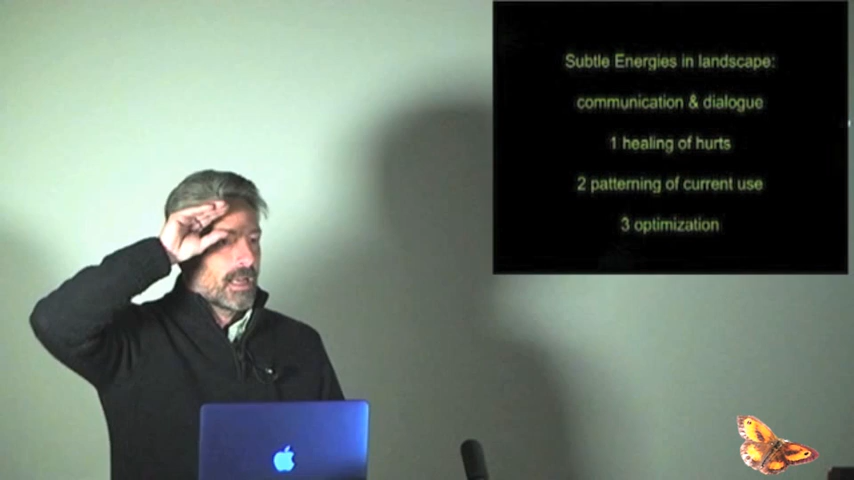 Subtle Energies in landscape:
communication & dialogue
1 healing of hurts
2 patterning of current use
3 optimization